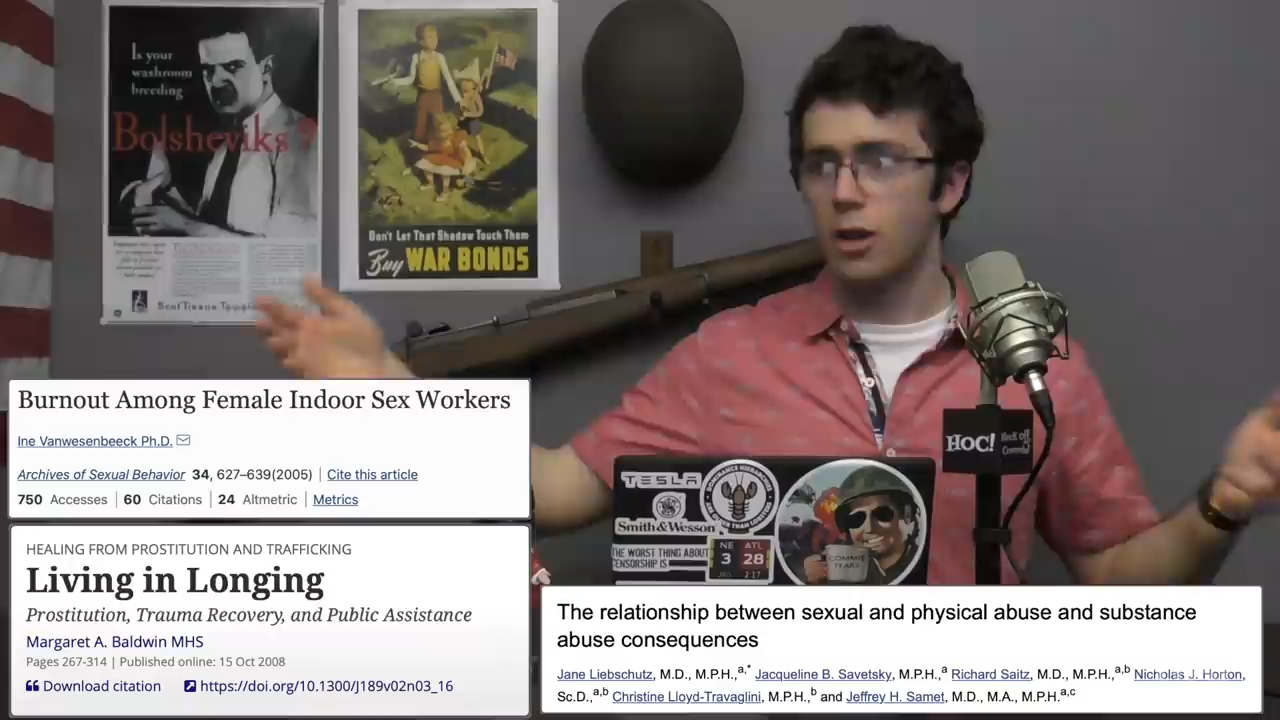 Is your
washroom
breeding
Bolsheviks?
Don't Let That Shadow Touch Them
Buy WAR BONDS
Burnout Among Female Indoor Sex Workers
Ine Vanwesenbeeck Ph.D.
Archives of Sexual Behavior 34, 627–639(2005) | Cite this article
750 Accesses | 60 Citations | 24 Altmetric | Metrics
HEALING FROM PROSTITUTION AND TRAFFICKING
Living in Longing
Prostitution, Trauma Recovery, and Public Assistance
Margaret A. Baldwin MHS
Pages 267-314 | Published online: 15 Oct 2008
Download citation https://doi.org/10.1300/J189v02n03_16
HOC!
TESLA
Smith&Wesson
THE WORST THING ABOUT
CENSORSHIP IS
NE ATL
3 28
2:17
COMMIE
TEARS
The relationship between sexual and physical abuse and substance
abuse consequences
Jane Liebschutz, M.D., M.P.H.,a,* Jacqueline B. Savetsky, M.P.H.,a Richard Saitz, M.D., M.P.H.,a,b Nicholas J. Horton,
Sc.D.,a,b Christine Lloyd-Travaglini, M.P.H.,b and Jeffrey H. Samet, M.D., M.A., M.P.H.a,c